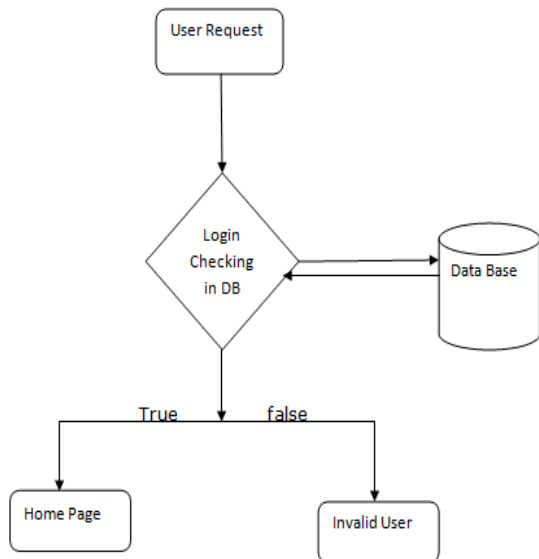 User Request
Login
Checking
in DB
Data Base
True
false
Home Page
Invalid User